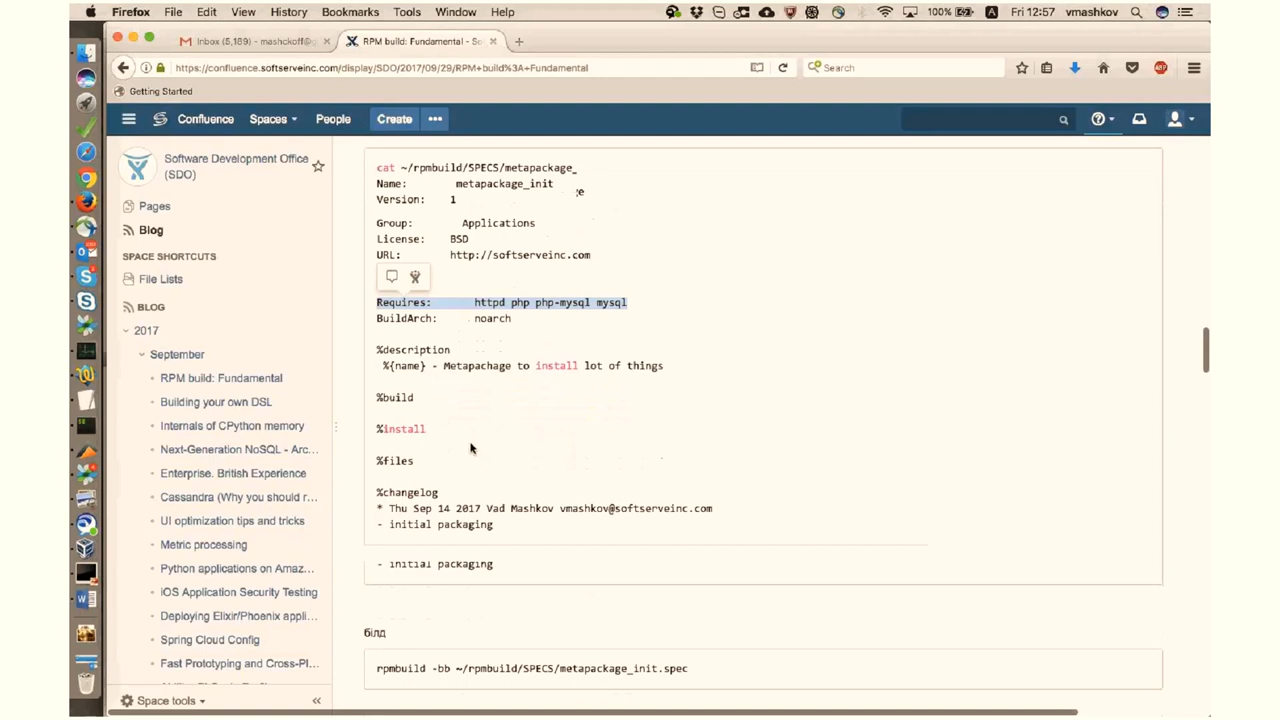 Firefox File Edit View History Bookmarks Tools Window Help 100% A Fri 12:57 vmashkov
Inbox (5,189) - mashckoff@g
RPM build: Fundamental - So
https://confluence.softserveinc.com/display/SDO/2017/09/29/RPM+build%3A+Fundamental
Search
ABP
Getting Started
Confluence Spaces People Create
Software Development Office
(SDO)
Pages
Blog
SPACE SHORTCUTS
File Lists
BLOG
2017
September
RPM build: Fundamental
Building your own DSL
Internals of CPython memory
Next-Generation NoSQL - Arc...
Enterprise. British Experience
Cassandra (Why you should r...
UI optimization tips and tricks
Metric processing
Python applications on Amaz...
iOS Application Security Testing
Deploying Elixir/Phoenix appli...
Spring Cloud Config
Fast Prototyping and Cross-Pl...
Space tools
cat ~/rpmbuild/SPECS/metapackage_
Name: metapackage_init
Version: 1
Group: Applications
License: BSD
URL: http://softserveinc.com
Requires: httpd php php-mysql mysql
BuildArch: noarch
%description
%{name} - Metapachage to install lot of things
%build
%install
%files
%changelog
* Thu Sep 14 2017 Vad Mashkov vmashkov@softserveinc.com
- initial packaging
- initial packaging
білд
rpmbuild -bb ~/rpmbuild/SPECS/metapackage_init.spec